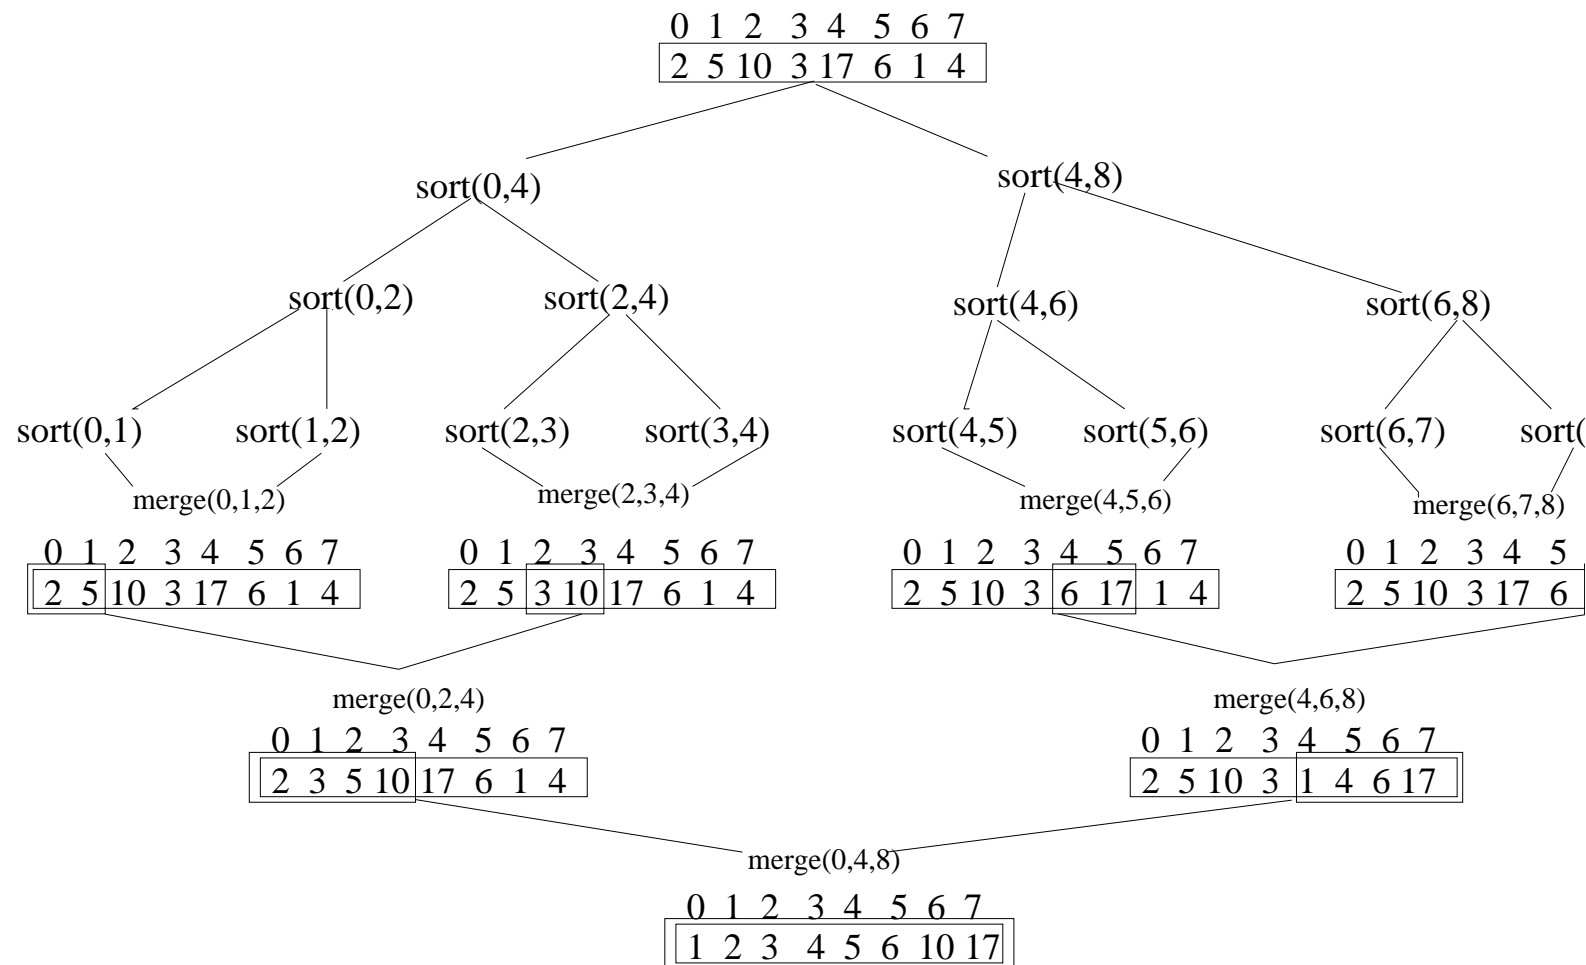 0 1 2 3 4 5 6 7
2 5 10 3 17 6 1 4
sort(0,4) sort(4,8)
sort(0,2) sort(2,4) sort(4,6) sort(6,8)
sort(0,1) sort(1,2) sort(2,3) sort(3,4) sort(4,5) sort(5,6) sort(6,7) sort(
merge(0,1,2) merge(2,3,4) merge(4,5,6) merge(6,7,8)
0 1 2 3 4 5 6 7 0 1 2 3 4 5 6 7 0 1 2 3 4 5 6 7 0 1 2 3 4 5
2 5 10 3 17 6 1 4 2 5 3 10 17 6 1 4 2 5 10 3 6 17 1 4 2 5 10 3 17 6
merge(0,2,4) merge(4,6,8)
0 1 2 3 4 5 6 7 0 1 2 3 4 5 6 7
2 3 5 10 17 6 1 4 2 5 10 3 1 4 6 17
merge(0,4,8)
0 1 2 3 4 5 6 7
1 2 3 4 5 6 10 17